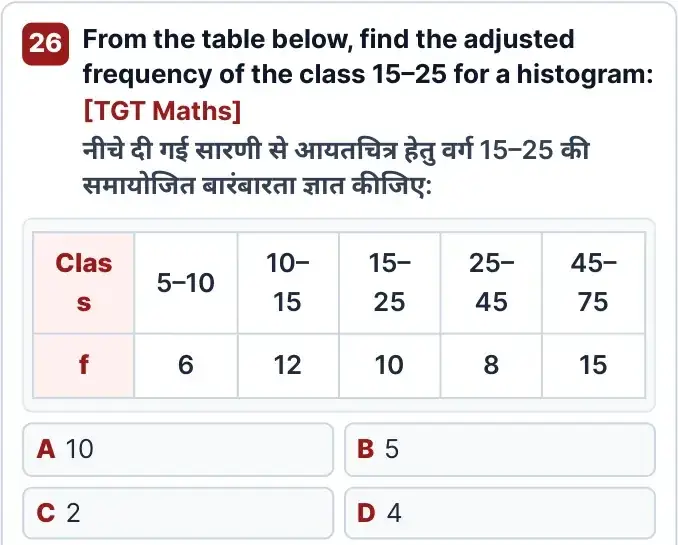 26 From the table below, find the adjusted
frequency of the class 15–25 for a histogram:
[TGT Maths]
नीचे दी गई सारणी से आयतचित्र हेतु वर्ग 15–25 की
समायोजित बारंबारता ज्ञात कीजिए:
Clas 5–10 10– 15– 25– 45–
s 15 25 45 75
f 6 12 10 8 15
A 10 B 5
C 2 D 4